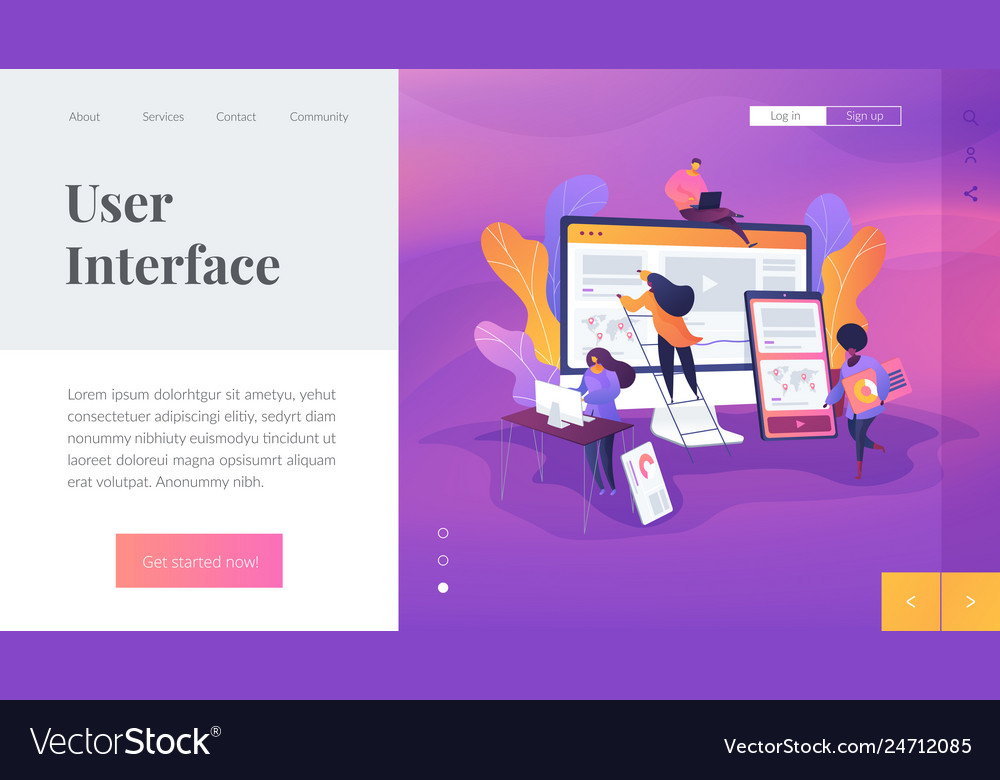 About Services Contact Community
Log in Sign up
User
Interface
Lorem ipsum dolorhtgur sit ametyu, yehut
consectetuer adipiscing elitiy, sedyrt diam
nonummy nibhiuty euismodyu tincidunt ut
laoreet doloret magna opsisumrt aliquam
erat volutpat. Anonummy nibh.
Get started now!
< >
VectorStock®
VectorStock.com/24712085